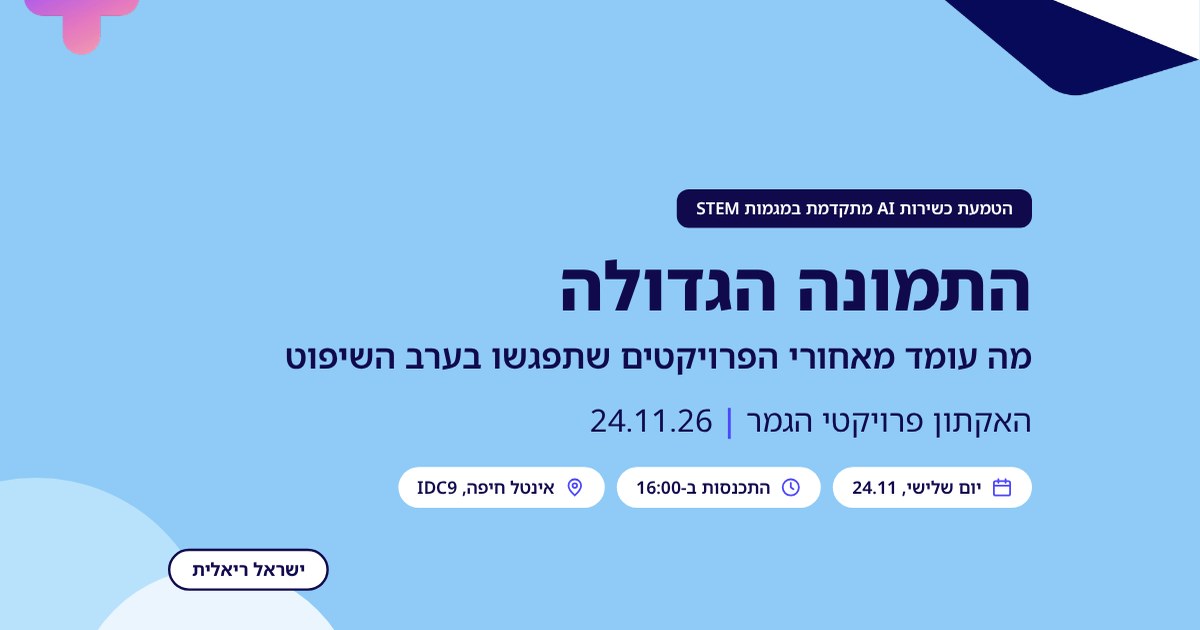 הטמעת כשירות AI מתקדמת במגמות STEM
התמונה הגדולה
מה עומד מאחורי הפרויקטים שתפגשו בערב השיפוט
האקתון פרויקטי הגמר | 24.11.26
יום שלישי, 24.11
התכנסות ב-16:00
אינטל חיפה, IDC9
ישראל ריאלית